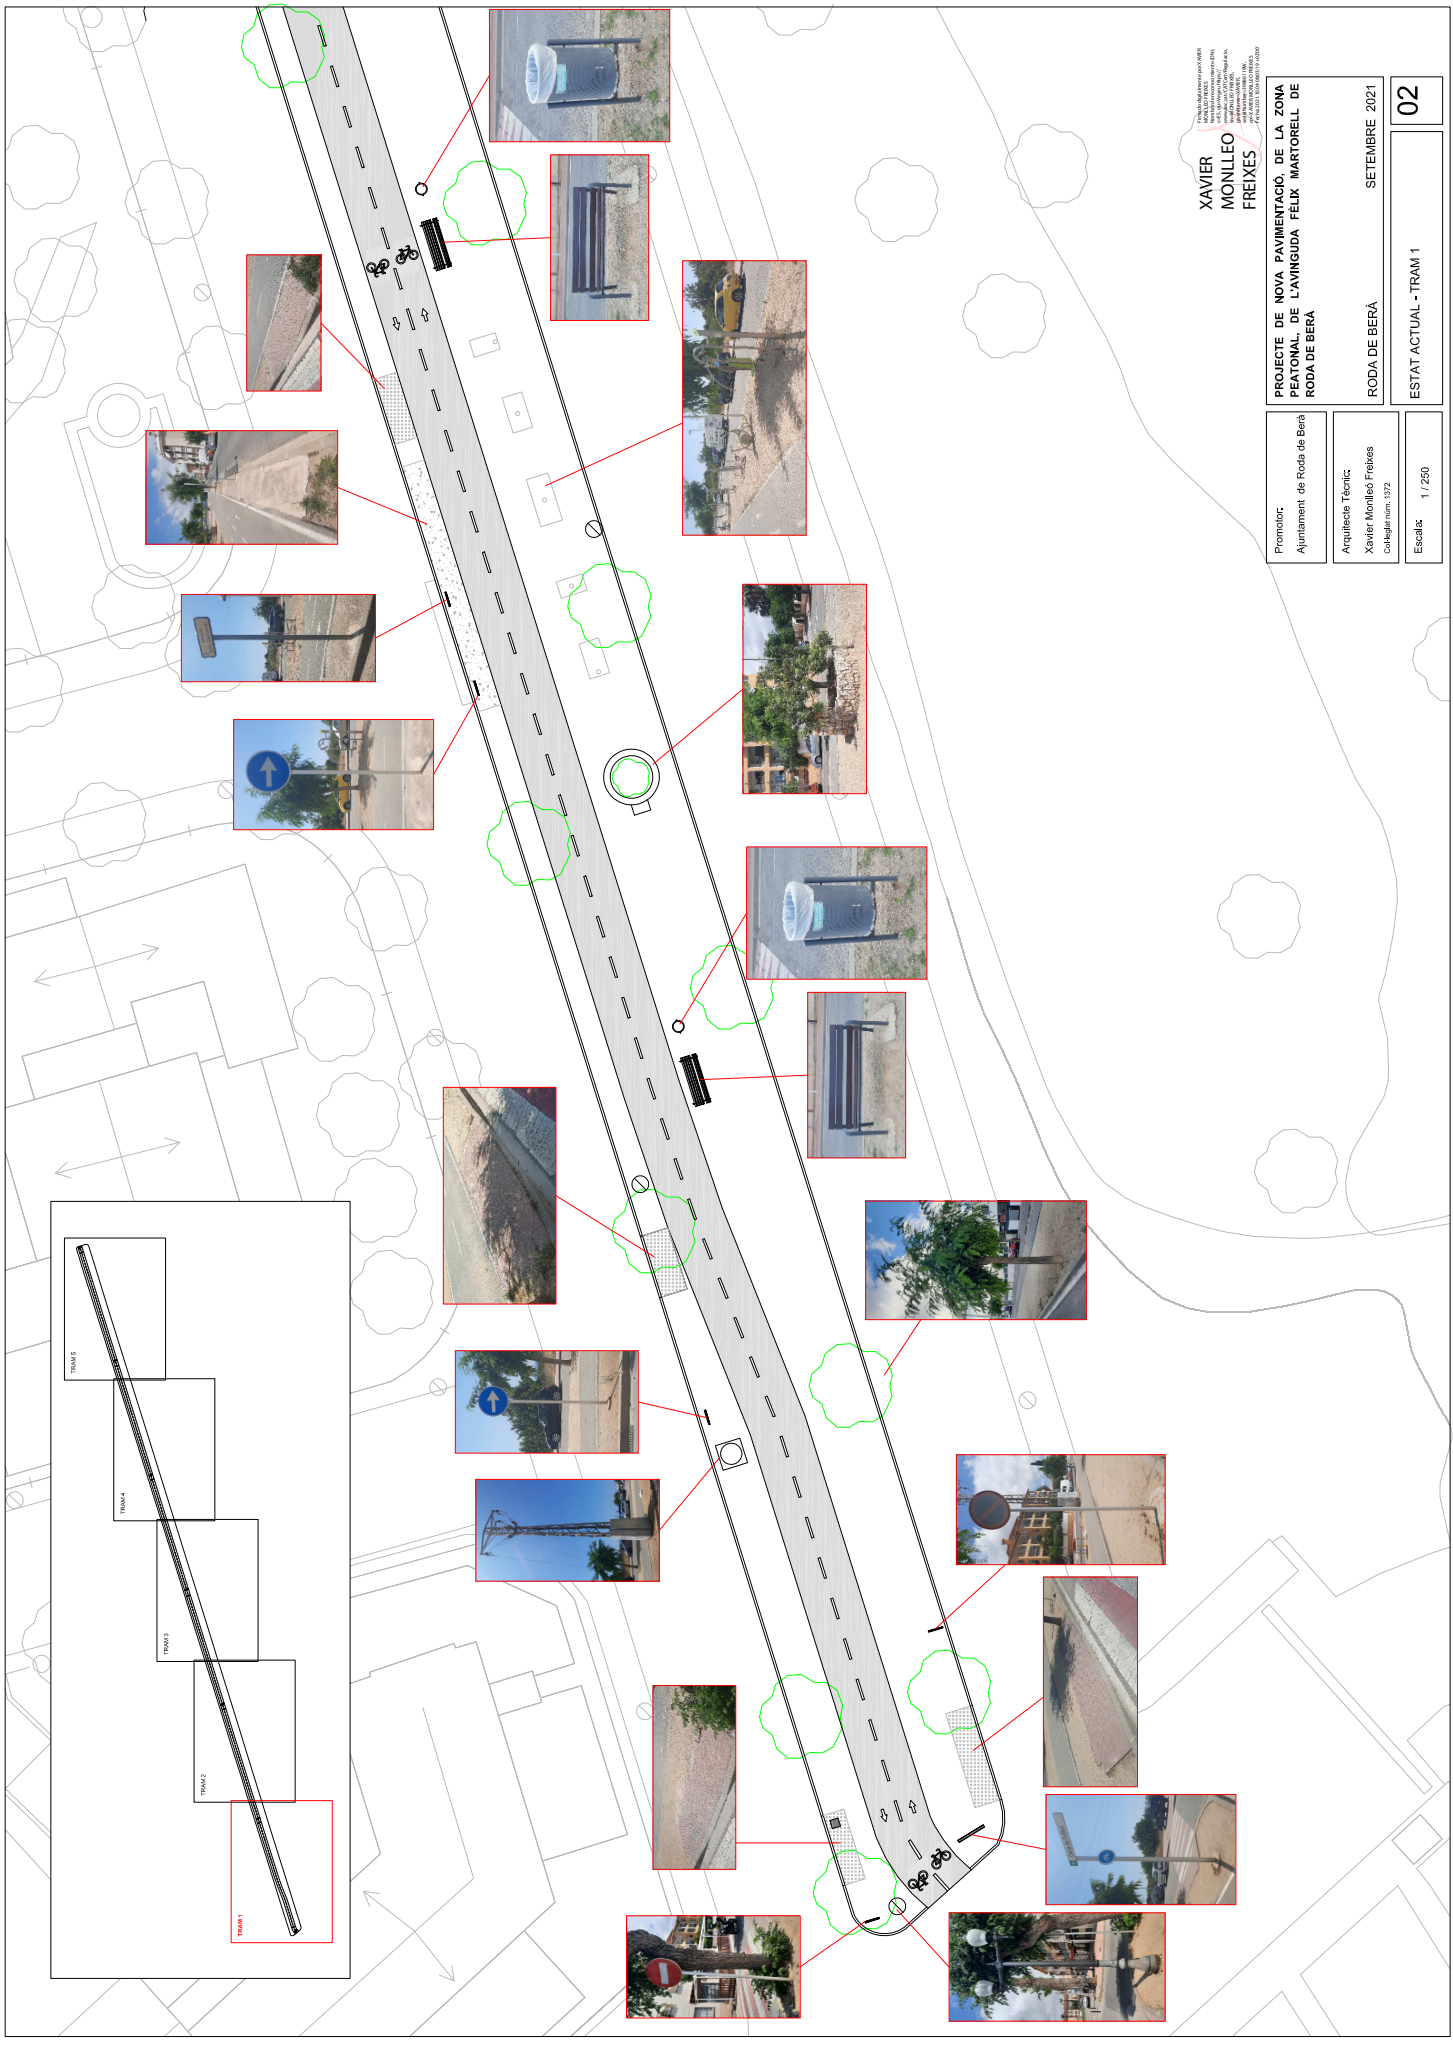 XAVIER
MONLLEO
FREIXES
PROJECTE DE NOVA PAVIMENTACIÓ, DE LA ZONA
PEATONAL, DE L'AVINGUDA FÈLIX MARTORELL DE
RODA DE BERÀ
RODA DE BERÀ SETEMBRE 2021
ESTAT ACTUAL - TRAM 1
02
Promotor:
Ajuntament de Roda de Berà
Arquitecte Tècnic:
Xavier Monlleó Freixes
Col·legiat núm. 1372
Escala: 1 / 250
TRAM 5
TRAM 4
TRAM 3
TRAM 2
TRAM 1